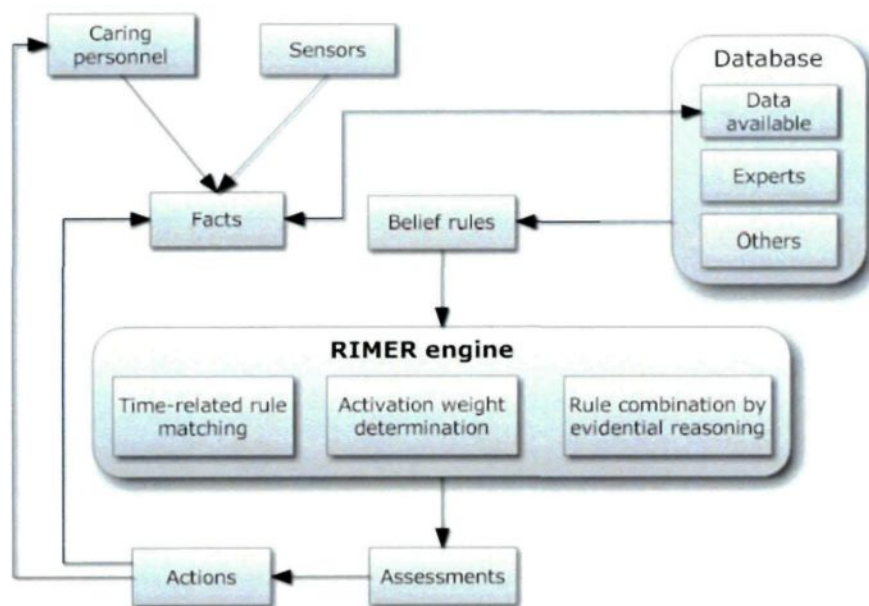 Caring
personnel
Sensors
Database
Data
available
Experts
Others
Facts
Belief rules
RIMER engine
Time-related rule
matching
Activation weight
determination
Rule combination by
evidential reasoning
Actions
Assessments